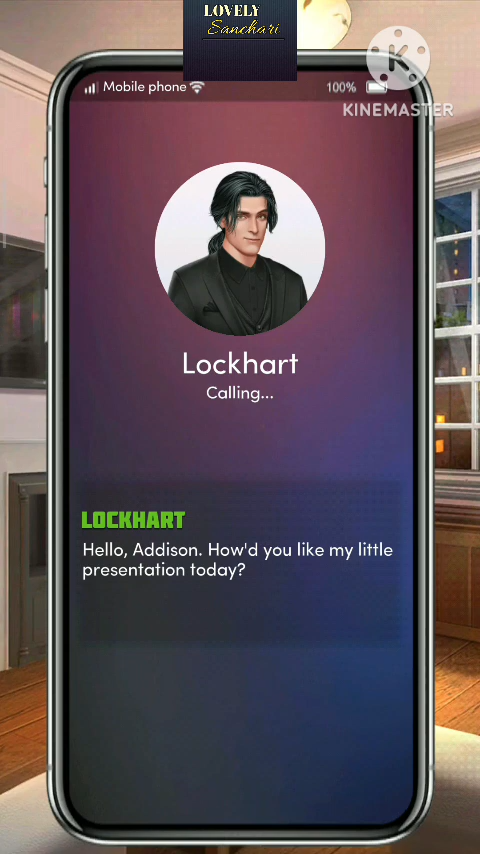 LOVELY
Sanchari
Mobile phone
100%
K
KINEMASTER
Lockhart
Calling...
LOCKHART
Hello, Addison. How'd you like my little
presentation today?